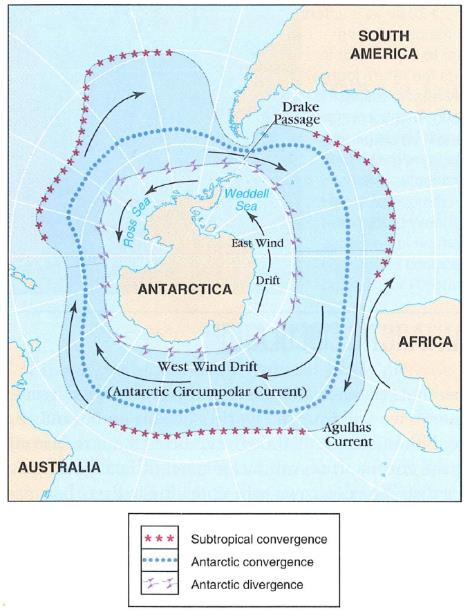 SOUTH
AMERICA
Drake
Passage
Weddell
Sea
Ross Sea
East Wind
Drift
ANTARCTICA
AFRICA
West Wind Drift
(Antarctic Circumpolar Current)
Agulhas
Current
AUSTRALIA
Subtropical convergence
Antarctic convergence
Antarctic divergence